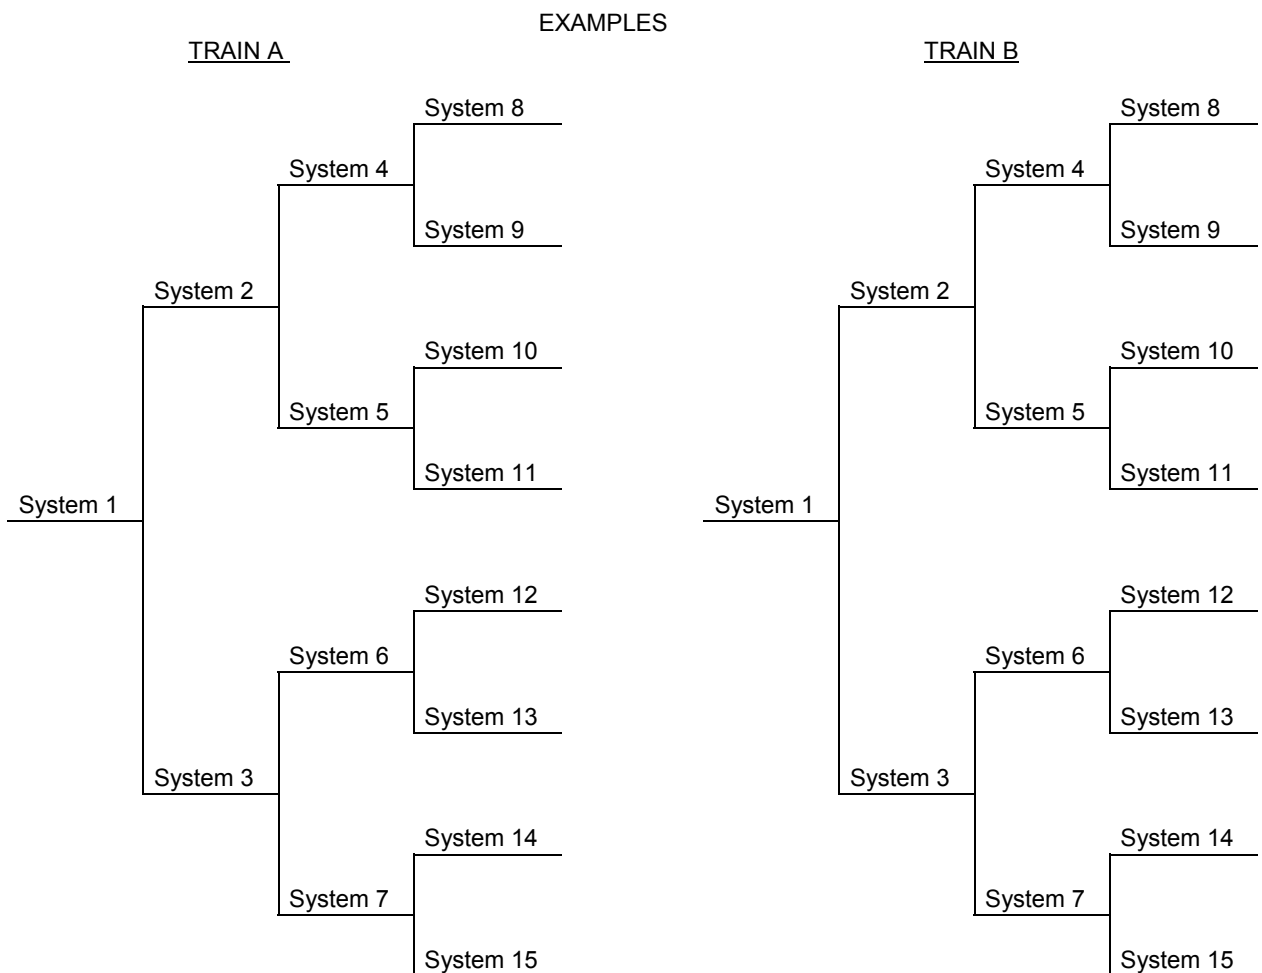 EXAMPLES
TRAIN A
TRAIN B
System 8
System 8
System 4
System 4
System 9
System 9
System 2
System 2
System 10
System 10
System 5
System 5
System 11
System 11
System 1
System 1
System 12
System 12
System 6
System 6
System 13
System 13
System 3
System 3
System 14
System 14
System 7
System 7
System 15
System 15